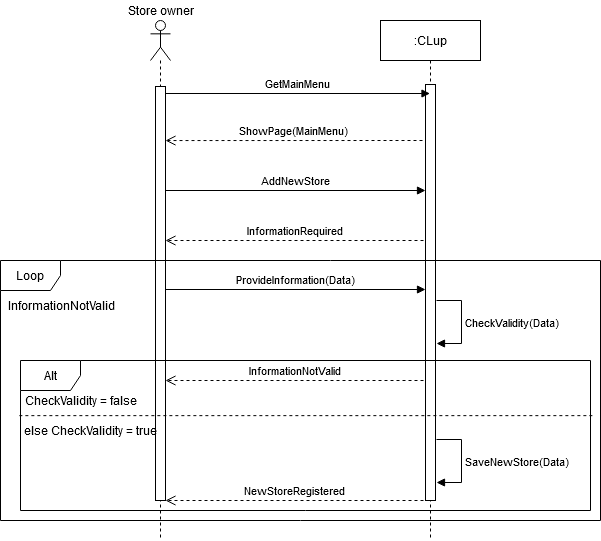 Store owner
:CLup
GetMainMenu
ShowPage(MainMenu)
AddNewStore
InformationRequired
Loop
ProvideInformation(Data)
InformationNotValid
CheckValidity(Data)
Alt
InformationNotValid
CheckValidity = false
else CheckValidity = true
SaveNewStore(Data)
NewStoreRegistered